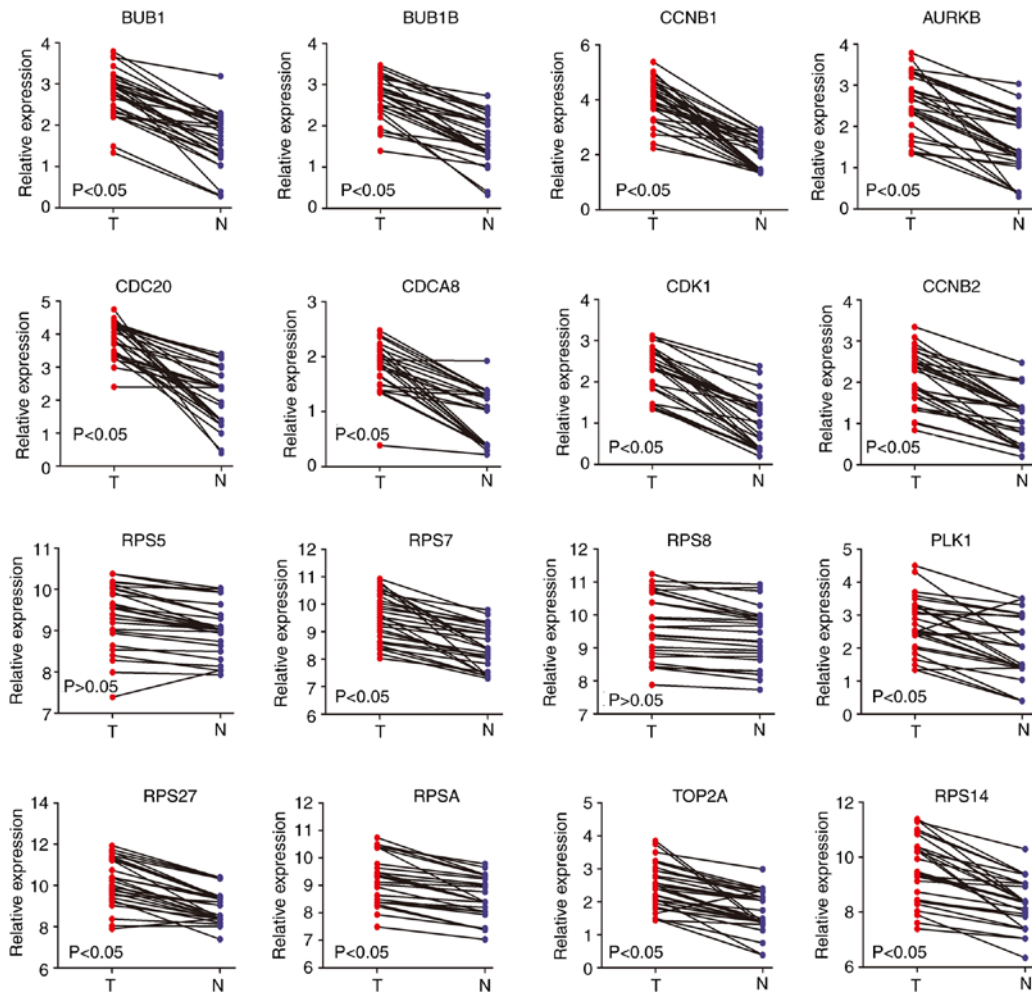 BUB1
BUB1B
CCNB1
AURKB
Relative expression
4
3
2
1
0
P<0.05
T
N
Relative expression
4
3
2
1
0
P<0.05
T
N
Relative expression
6
4
2
0
P<0.05
T
N
Relative expression
4
3
2
1
0
P<0.05
T
N
CDC20
CDCA8
CDK1
CCNB2
Relative expression
5
4
3
2
1
0
P<0.05
T
N
Relative expression
3
2
1
0
P<0.05
T
N
Relative expression
4
3
2
1
0
P<0.05
T
N
Relative expression
4
3
2
1
0
P<0.05
T
N
RPS5
RPS7
RPS8
PLK1
Relative expression
11
10
9
8
7
P>0.05
T
N
Relative expression
12
11
10
9
8
7
6
P<0.05
T
N
Relative expression
12
11
10
9
8
7
P>0.05
T
N
Relative expression
5
4
3
2
1
0
P<0.05
T
N
RPS27
RPSA
TOP2A
RPS14
Relative expression
14
12
10
8
6
P<0.05
T
N
Relative expression
12
11
10
9
8
7
6
P<0.05
T
N
Relative expression
5
4
3
2
1
0
P<0.05
T
N
Relative expression
12
10
8
6
P<0.05
T
N